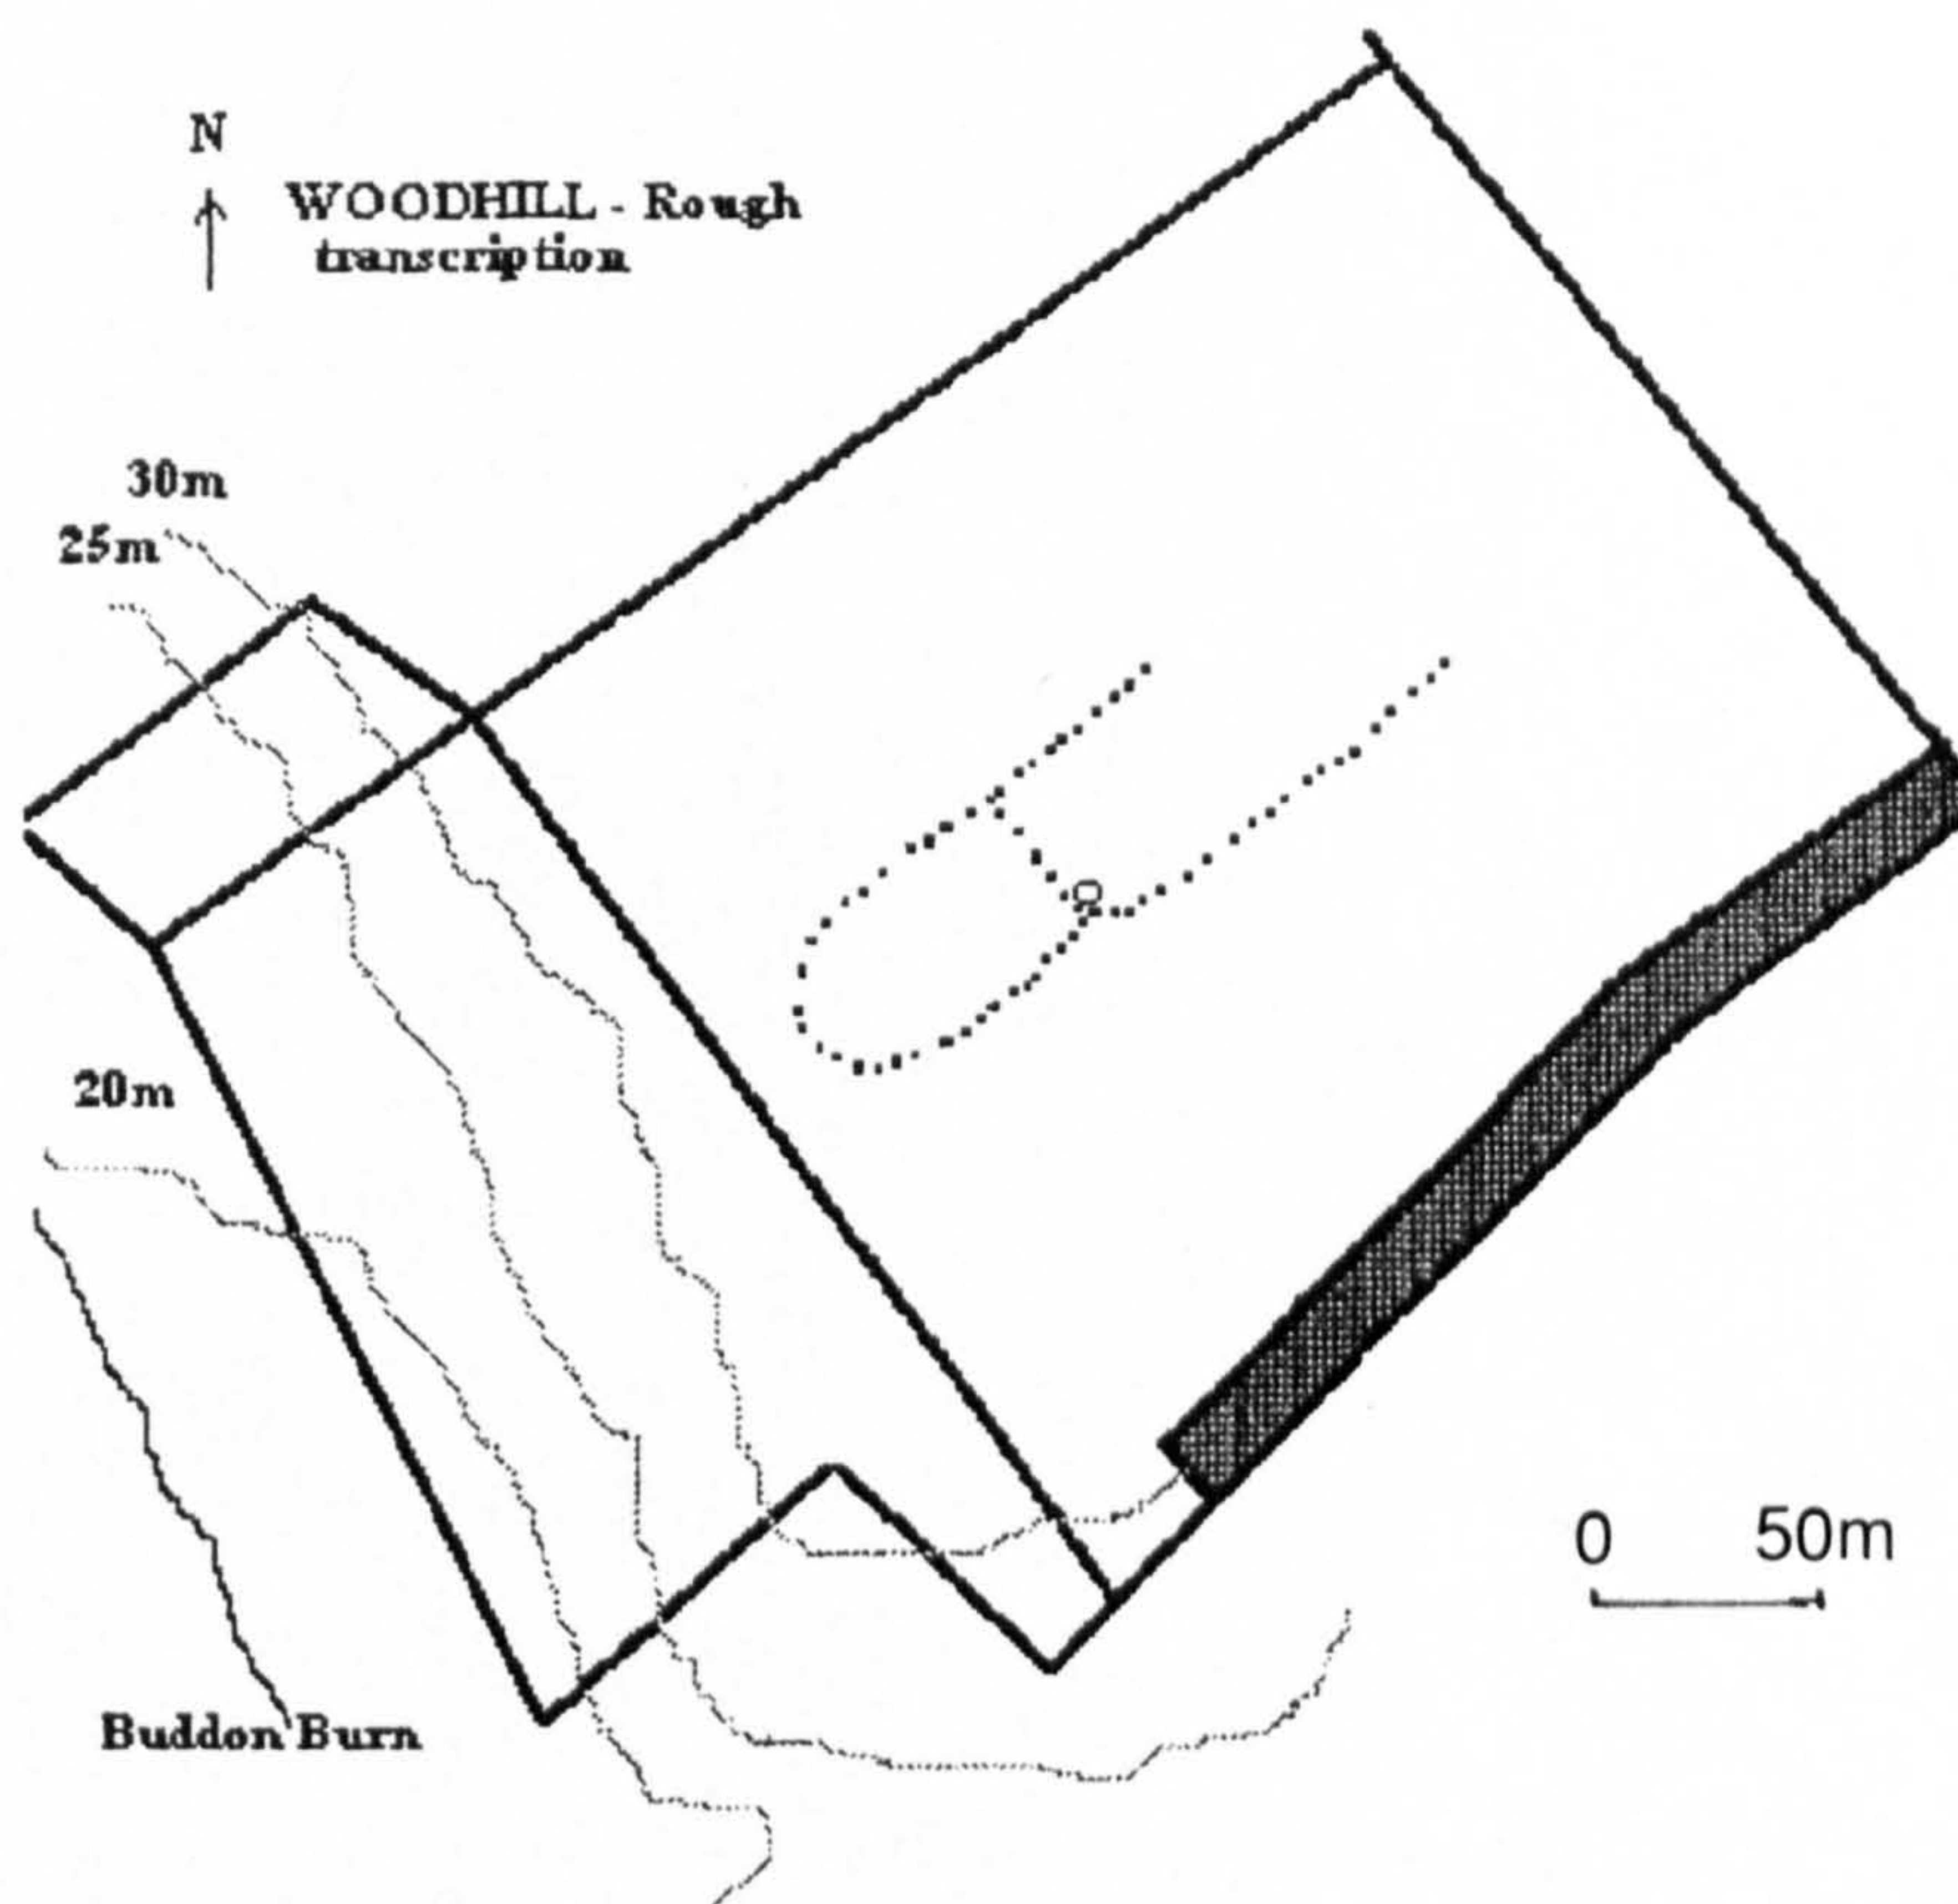 N
WOODHILL - Rough
transcription
30m
25m
20m
0 50m
Buddon Burn